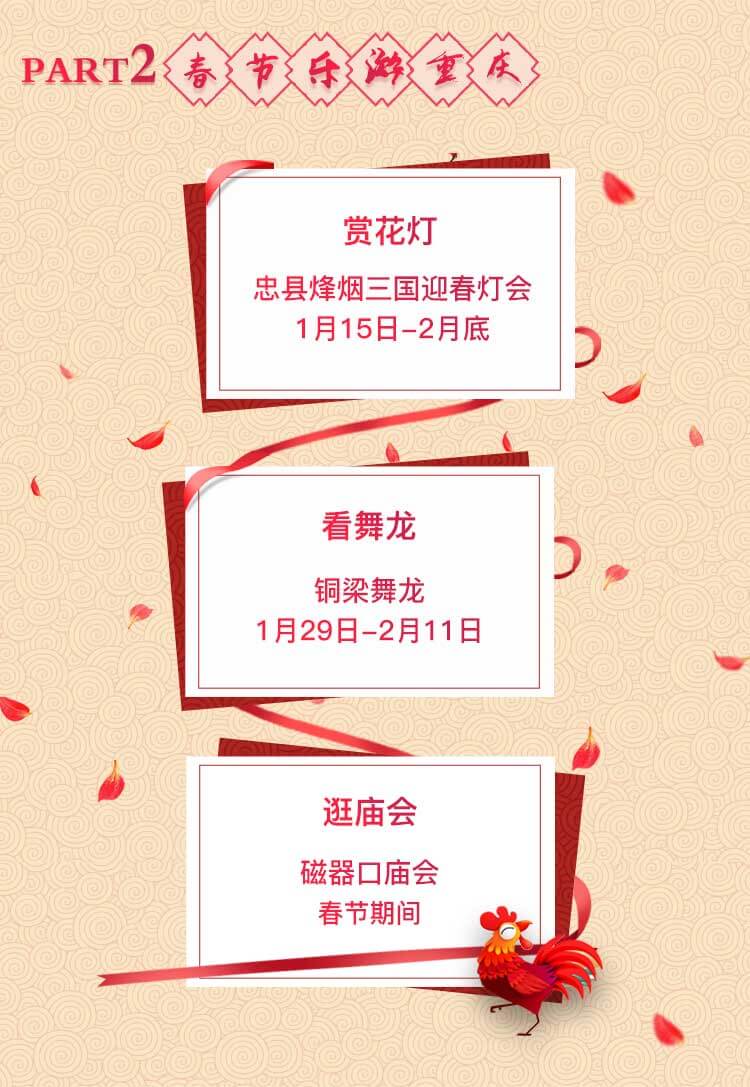 PART2 春节乐游重庆
赏花灯
忠县烽烟三国迎春灯会
1月15日-2月底
看舞龙
铜梁舞龙
1月29日-2月11日
逛庙会
磁器口庙会
春节期间